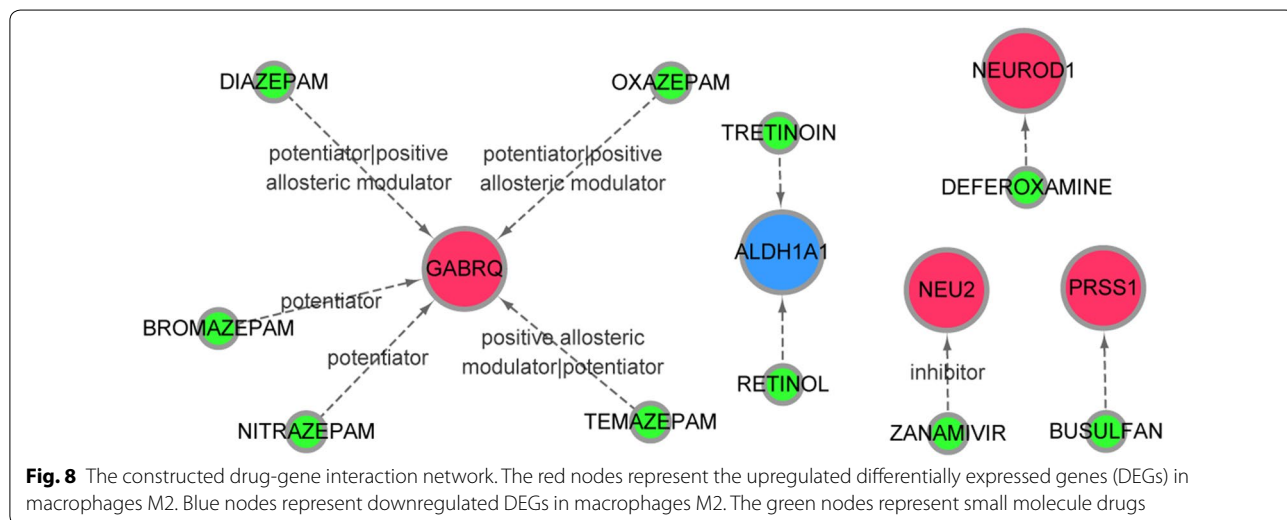 DIAZEPAM
OXAZEPAM
potentiator|positive
allosteric modulator
potentiator|positive
allosteric modulator
GABRQ
BROMAZEPAM
potentiator
NITRAZEPAM
potentiator
positive allosteric
modulator|potentiator
TEMAZEPAM
TRETINOIN
ALDH1A1
RETINOL
NEUROD1
DEFEROXAMINE
NEU2
inhibitor
ZANAMIVIR
PRSS1
BUSULFAN
Fig. 8 The constructed drug-gene interaction network. The red nodes represent the upregulated differentially expressed genes (DEGs) in
macrophages M2. Blue nodes represent downregulated DEGs in macrophages M2. The green nodes represent small molecule drugs